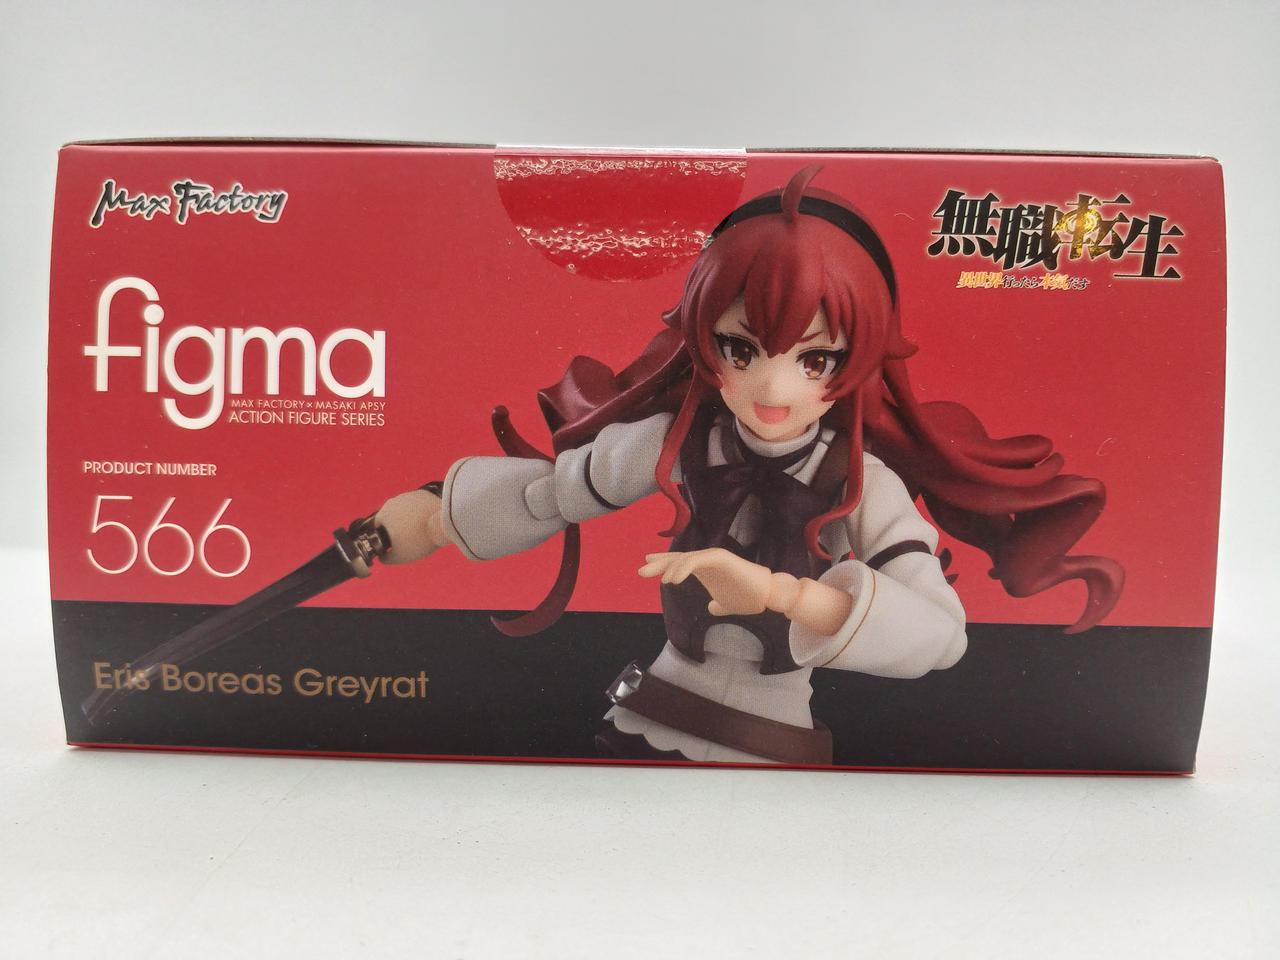 Max Factory
無職転生
異世界行ったら本気だす
figma
MAX FACTORY×MASAKI APSY
ACTION FIGURE SERIES
PRODUCT NUMBER
566
Eris Boreas Greyrat